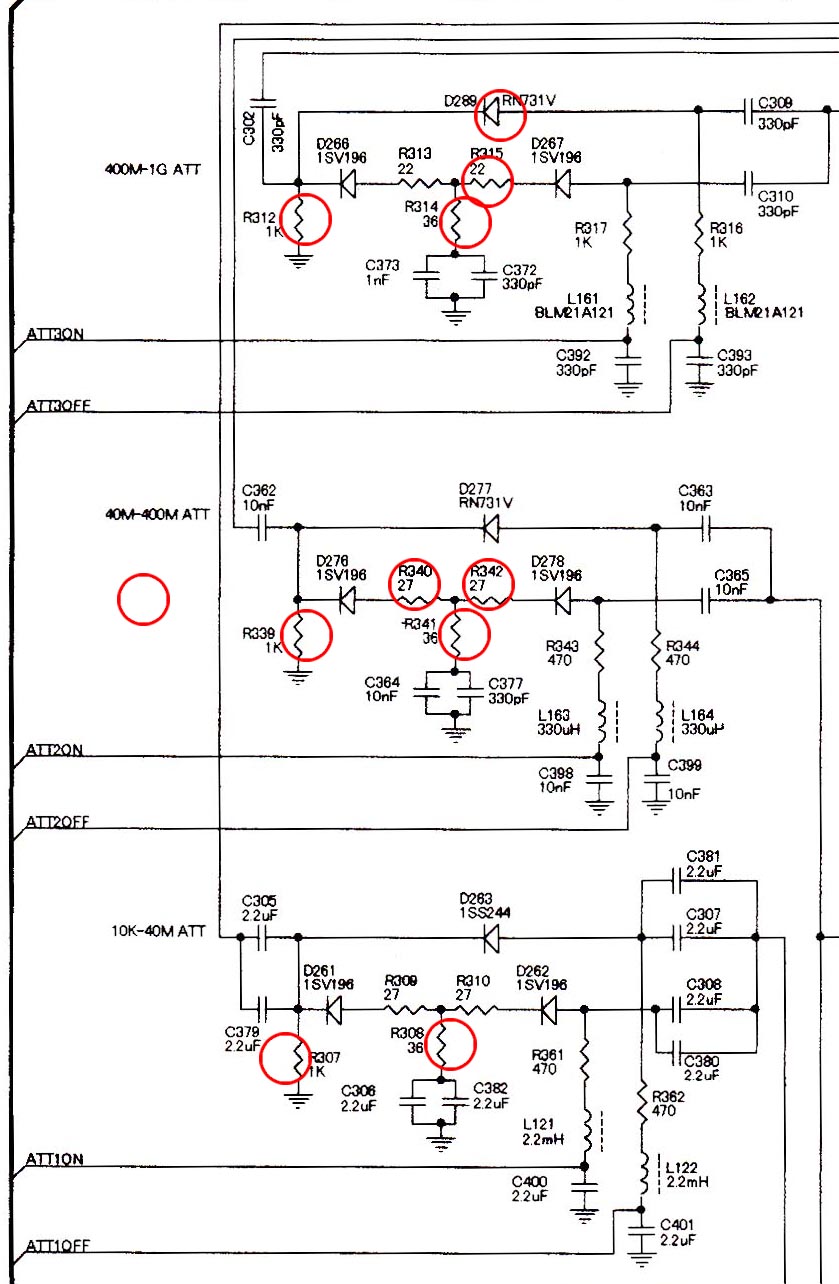 D289 RN731V
C309
330pF
C302
330pF
D266
1SV196
R313
22
R315
22
D267
1SV196
400M-1G ATT
C310
330pF
R312
1K
R314
36
R317
1K
R316
1K
C373
1nF
C372
330pF
L161
BLM21A121
L162
BLM21A121
ATT3ON
C392
330pF
C393
330pF
ATT3OFF
C362
10nF
D277
RN731V
C363
10nF
40M-400M ATT
D276
1SV196
R340
27
R342
27
D278
1SV196
C365
10nF
R339
1K
R341
36
R343
470
R344
470
C364
10nF
C377
330pF
L163
330uH
L164
330uH
ATT2ON
C398
10nF
C399
10nF
ATT2OFF
C381
2.2uF
C305
2.2uF
D263
1SS244
C307
2.2uF
10K-40M ATT
D261
1SV196
R309
27
R310
27
D262
1SV196
C308
2.2uF
C379
2.2uF
R307
1K
R308
36
R361
470
C380
2.2uF
C306
2.2uF
C382
2.2uF
R362
470
L121
2.2mH
ATT1ON
L122
2.2mH
C400
2.2uF
C401
2.2uF
ATT1OFF